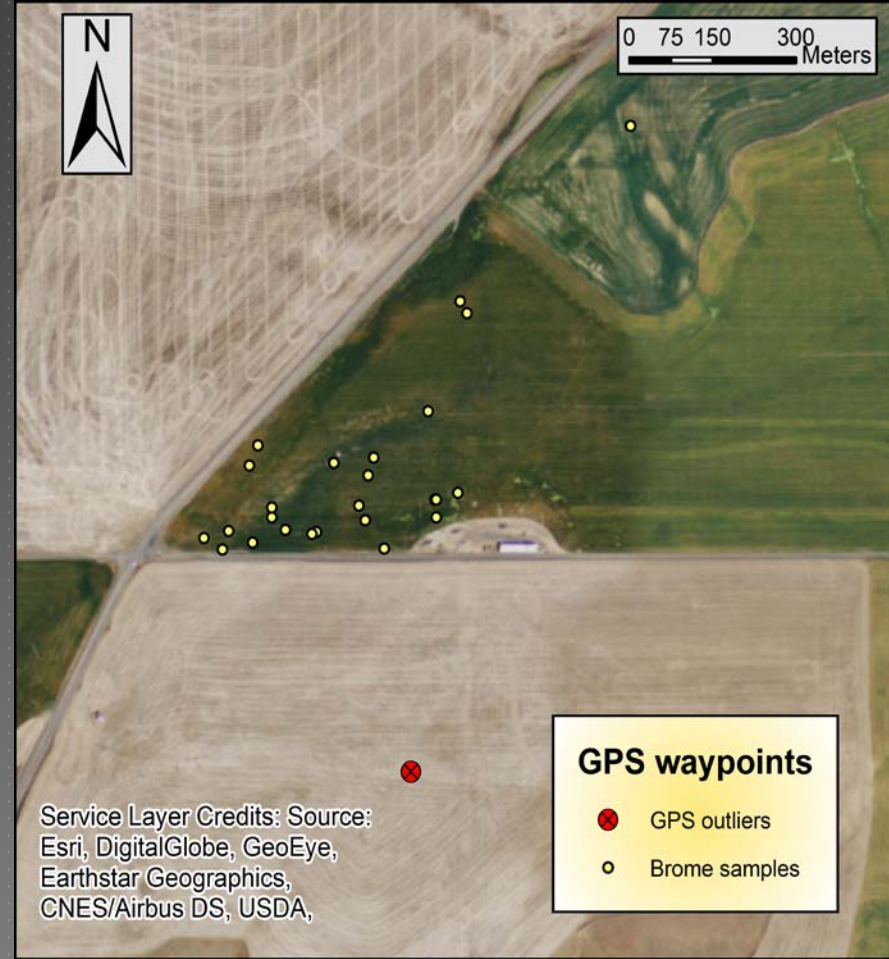 N
0 75 150 300
Meters
GPS waypoints
GPS outliers
Brome samples
Service Layer Credits: Source:
Esri, DigitalGlobe, GeoEye,
Earthstar Geographics,
CNES/Airbus DS, USDA,